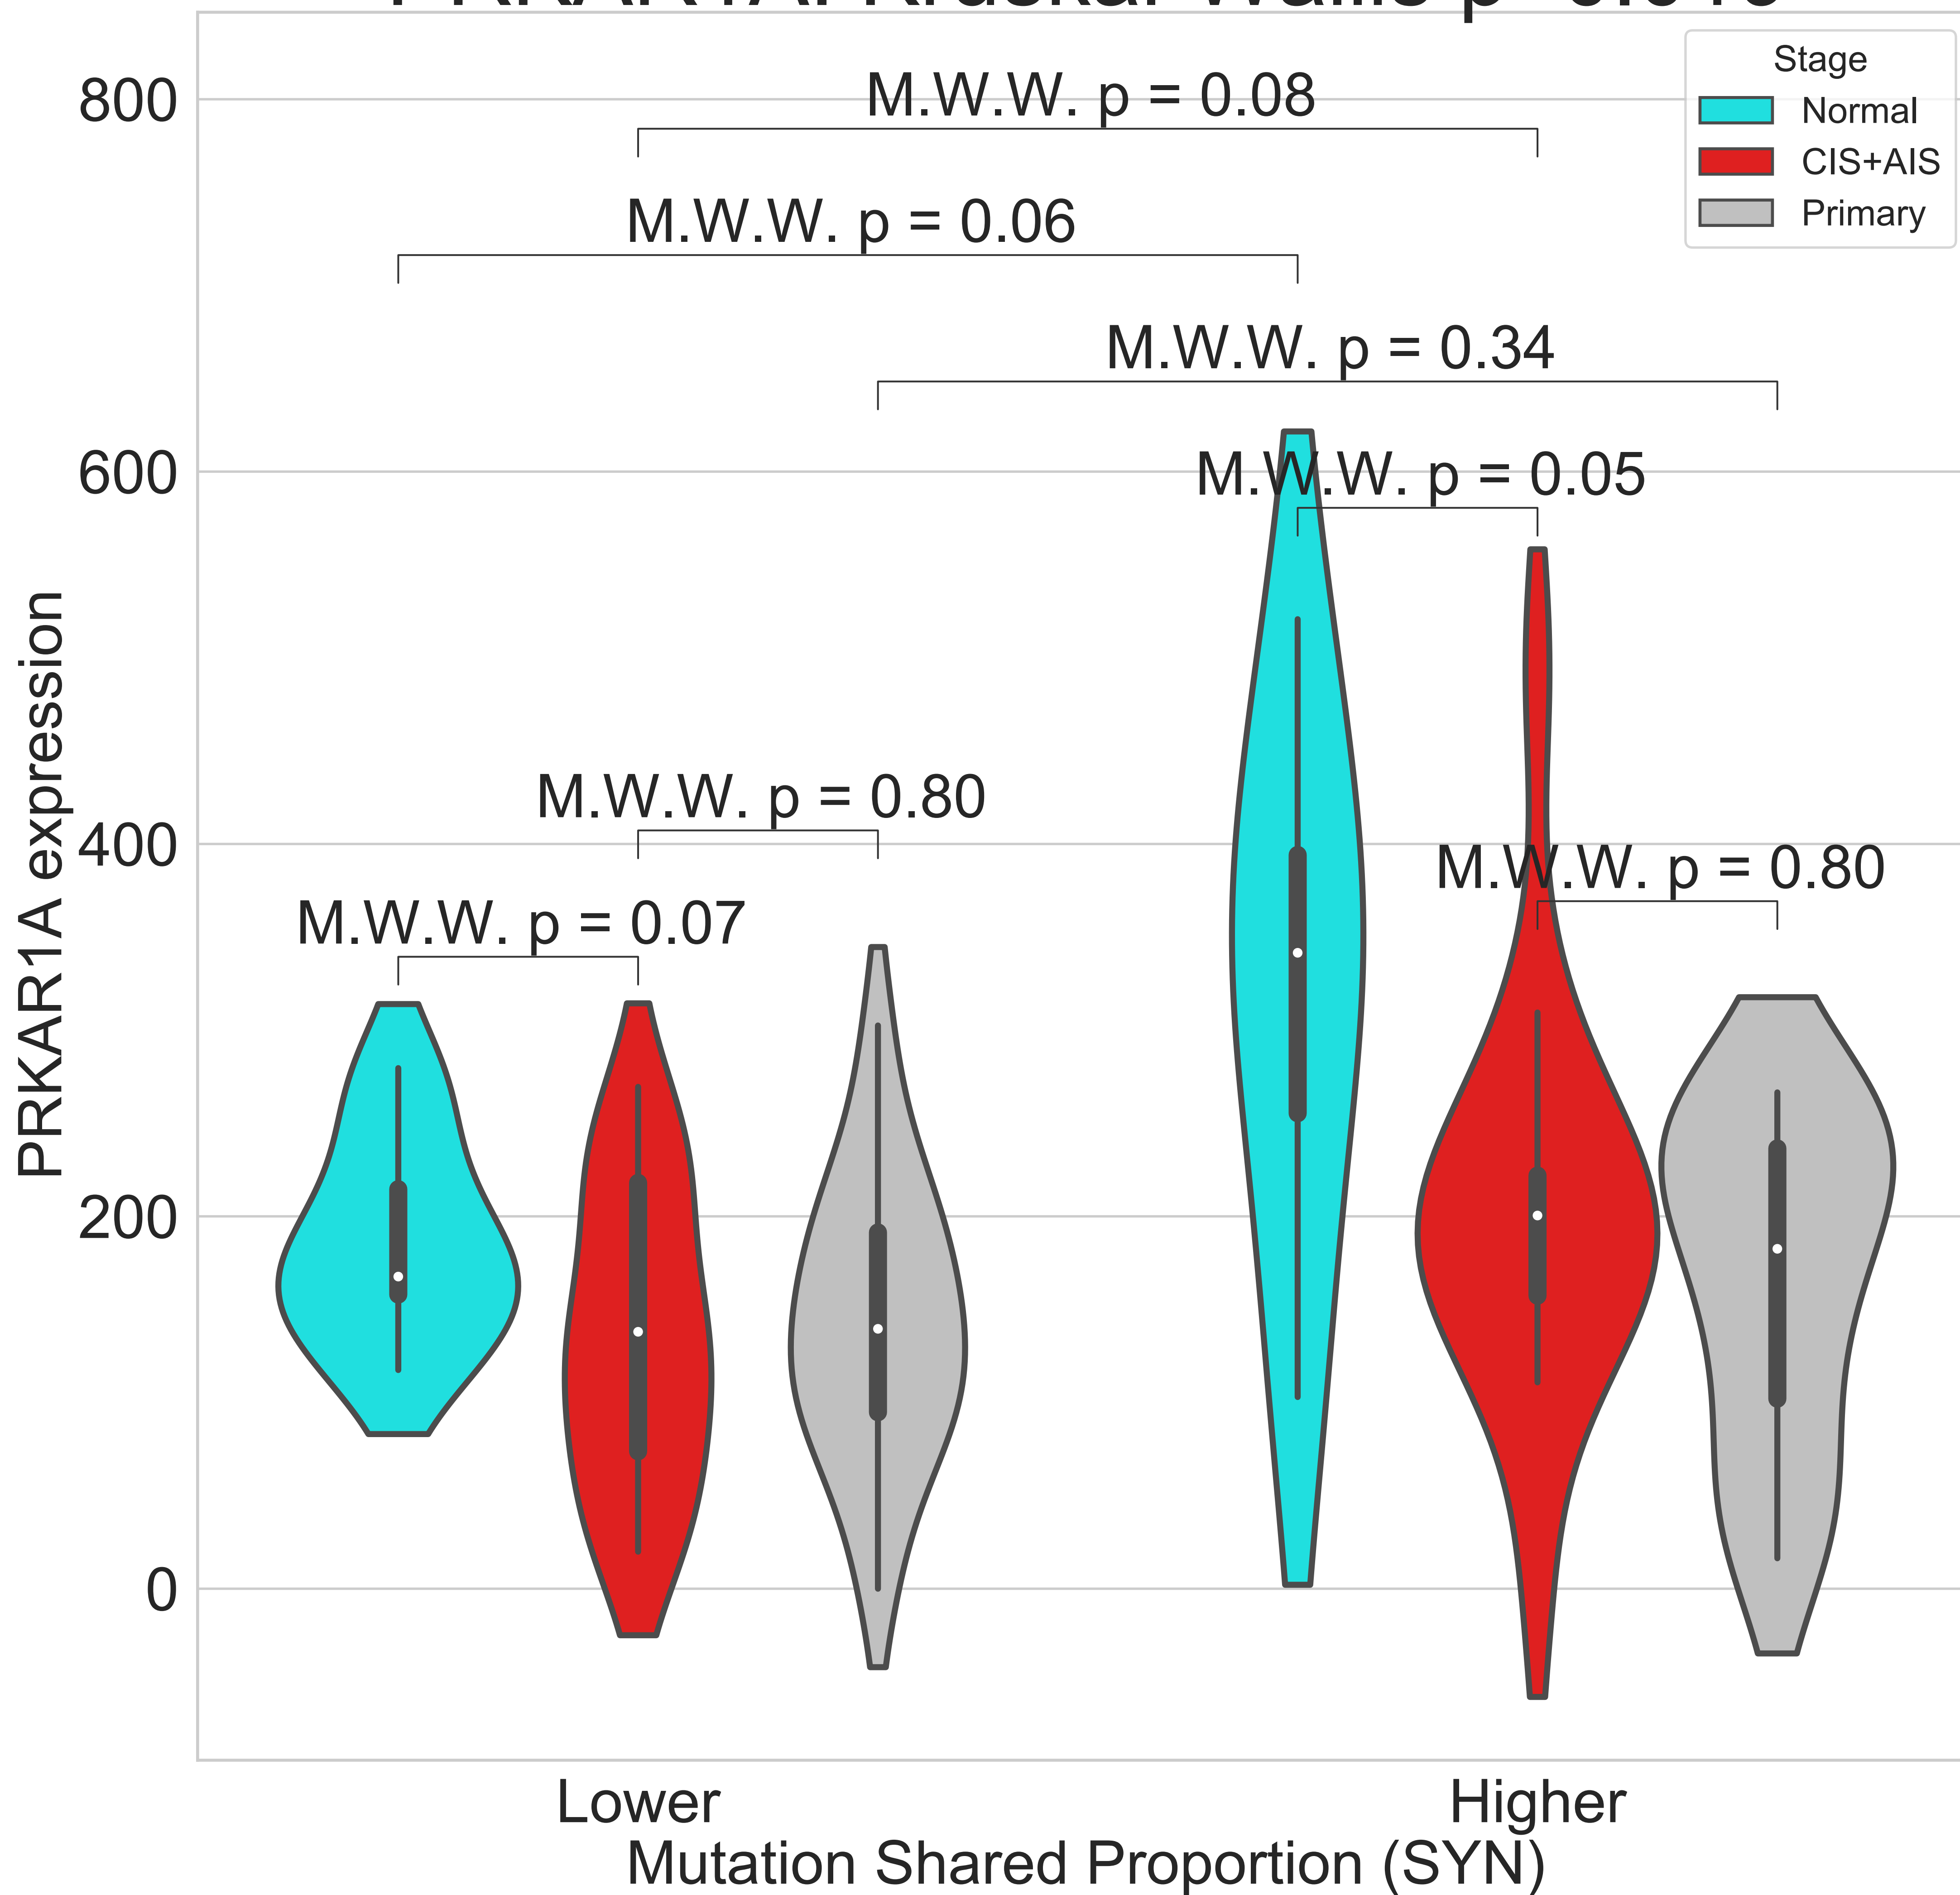 800
600
400
200
0
PRKAR1A expression
M.W.W. p = 0.08
M.W.W. p = 0.06
M.W.W. p = 0.34
M.W.W. p = 0.05
M.W.W. p = 0.80
M.W.W. p = 0.80
M.W.W. p = 0.07
Stage
Normal
CIS+AIS
Primary
Lower
Higher
Mutation Shared Proportion (SYN)